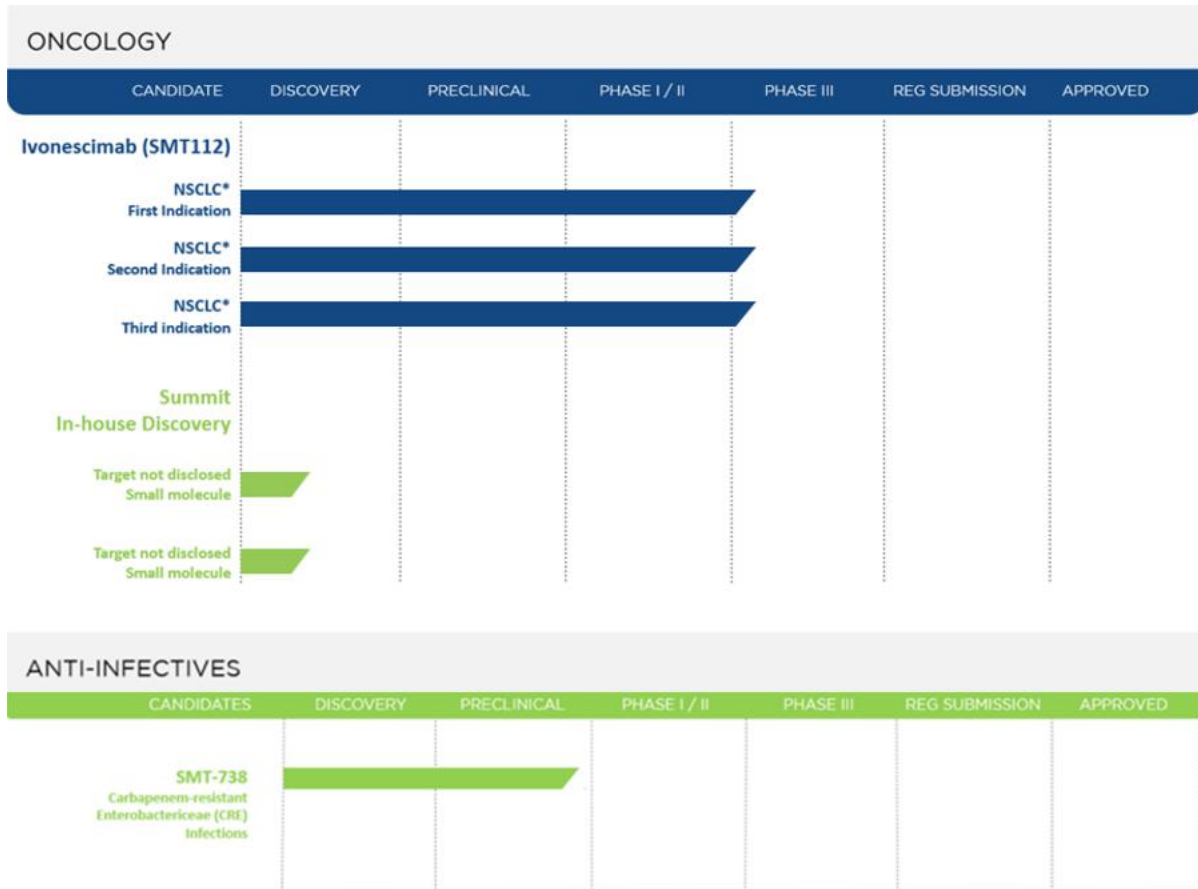 ONCOLOGY
CANDIDATE DISCOVERY PRECLINICAL PHASE I / II PHASE III REG SUBMISSION APPROVED
Ivonescimab (SMT112)
NSCLC*
First Indication
NSCLC*
Second Indication
NSCLC*
Third indication
Summit
In-house Discovery
Target not disclosed
Small molecule
Target not disclosed
Small molecule
ANTI-INFECTIVES
CANDIDATES DISCOVERY PRECLINICAL PHASE I / II PHASE III REG SUBMISSION APPROVED
SMT-738
Carbapenem-resistant
Enterobactericeae (CRE)
Infections